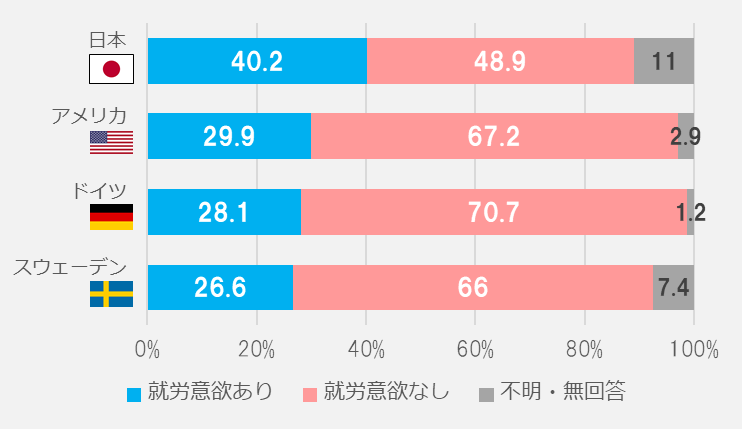 日本
40.2 48.9 11
アメリカ
29.9 67.2 2.9
ドイツ
28.1 70.7 1.2
スウェーデン
26.6 66 7.4
0% 20% 40% 60% 80% 100%
就労意欲あり 就労意欲なし 不明・無回答